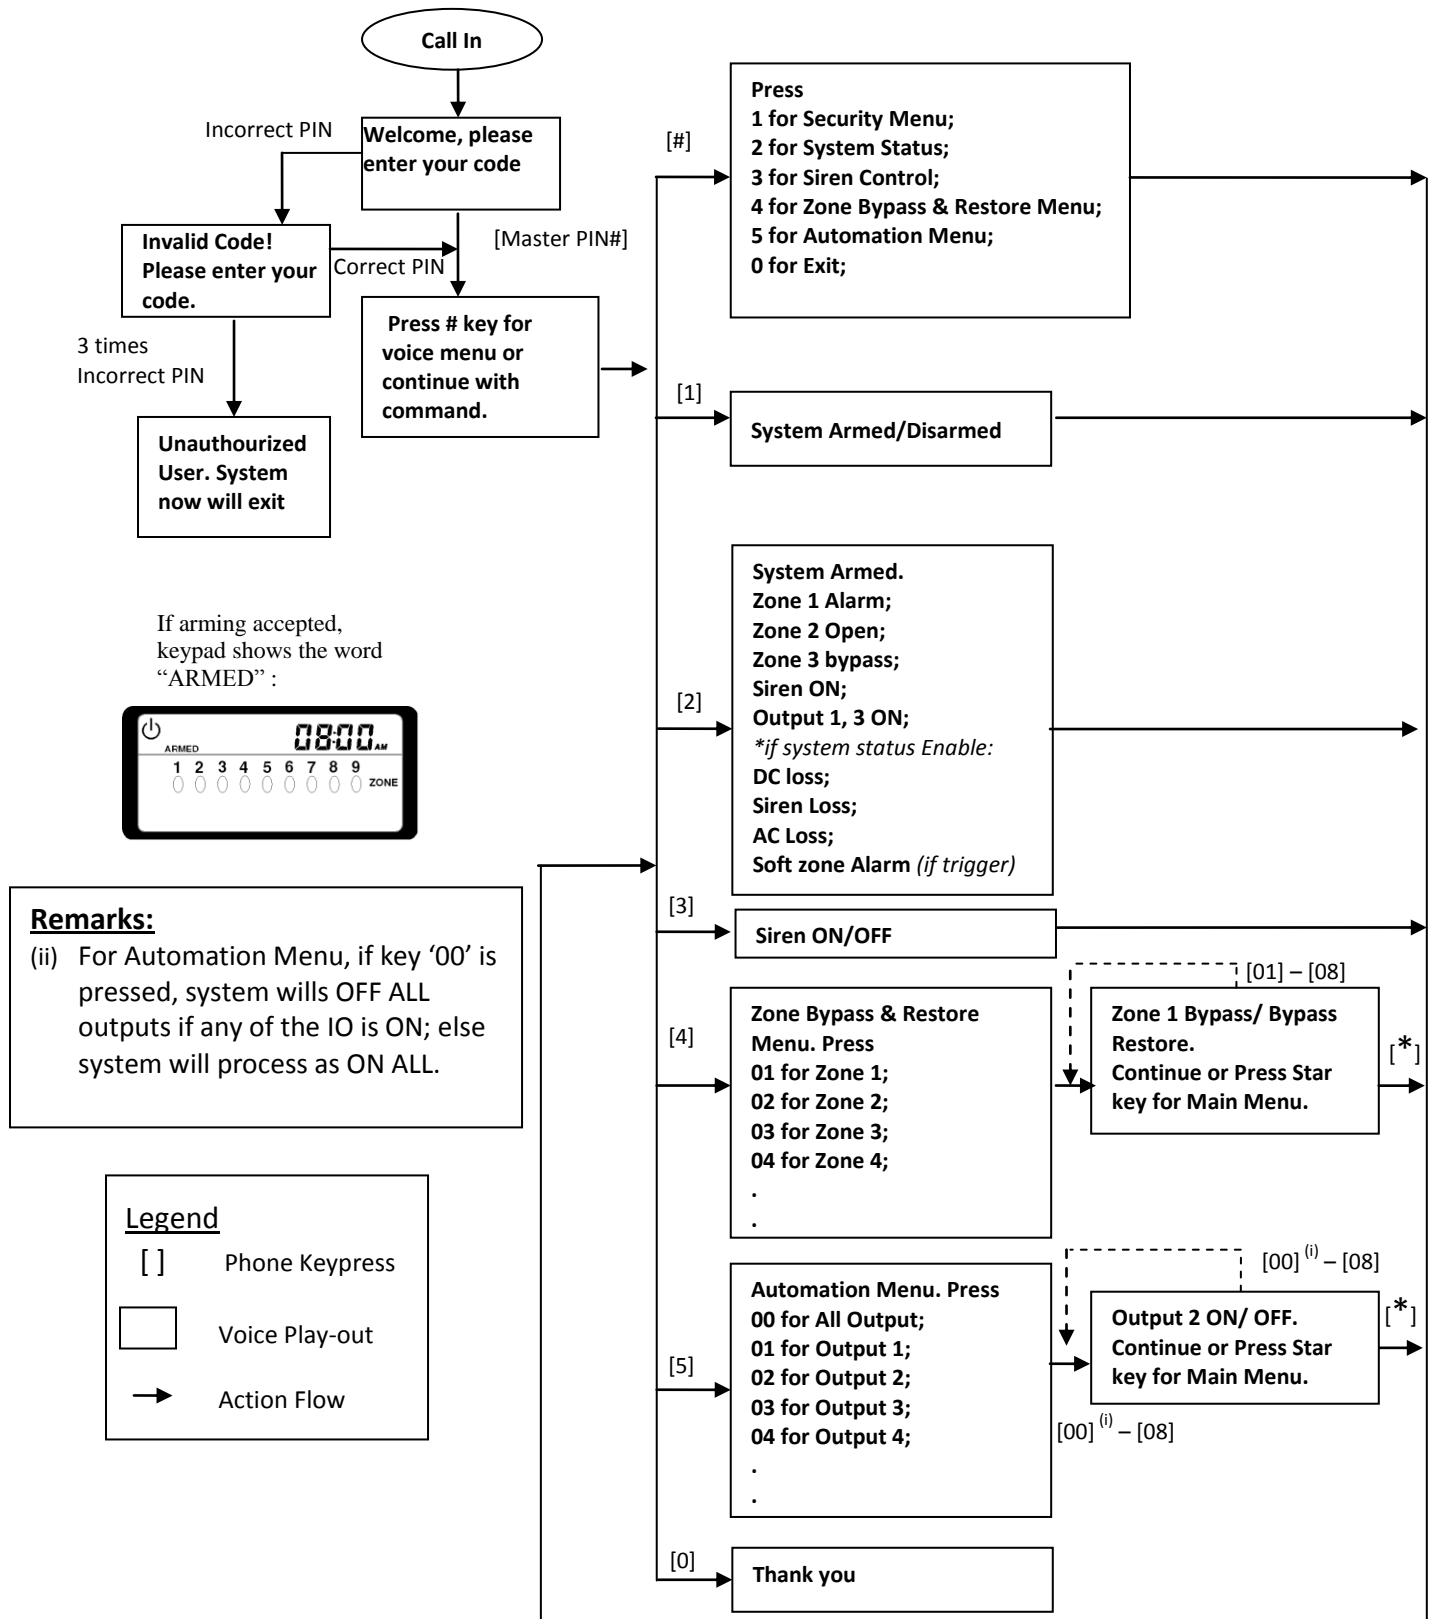 Call In
Incorrect PIN
Welcome, please
enter your code
Invalid Code!
Please enter your
code.
Correct PIN
[Master PIN#]
3 times
Incorrect PIN
Press # key for
voice menu or
continue with
command.
Unauthourized
User. System
now will exit
[#]
Press
1 for Security Menu;
2 for System Status;
3 for Siren Control;
4 for Zone Bypass & Restore Menu;
5 for Automation Menu;
0 for Exit;
[1]
System Armed/Disarmed
[2]
System Armed.
Zone 1 Alarm;
Zone 2 Open;
Zone 3 bypass;
Siren ON;
Output 1, 3 ON;
*if system status Enable:
DC loss;
Siren Loss;
AC Loss;
Soft zone Alarm (if trigger)
If arming accepted,
keypad shows the word
“ARMED” :
ARMED
08:00 AM
1 2 3 4 5 6 7 8 9
ZONE
Remarks:
(ii) For Automation Menu, if key ‘00’ is
pressed, system wills OFF ALL
outputs if any of the IO is ON; else
system will process as ON ALL.
[3]
Siren ON/OFF
[4]
Zone Bypass & Restore
Menu. Press
01 for Zone 1;
02 for Zone 2;
03 for Zone 3;
04 for Zone 4;
.
.
[01] – [08]
Zone 1 Bypass/ Bypass
Restore.
Continue or Press Star
key for Main Menu.
[*]
Legend
[ ] Phone Keypress
Voice Play-out
Action Flow
[5]
Automation Menu. Press
00 for All Output;
01 for Output 1;
02 for Output 2;
03 for Output 3;
04 for Output 4;
.
.
[00] (i) – [08]
Output 2 ON/ OFF.
Continue or Press Star
key for Main Menu.
[*]
[00] (i) – [08]
[0]
Thank you